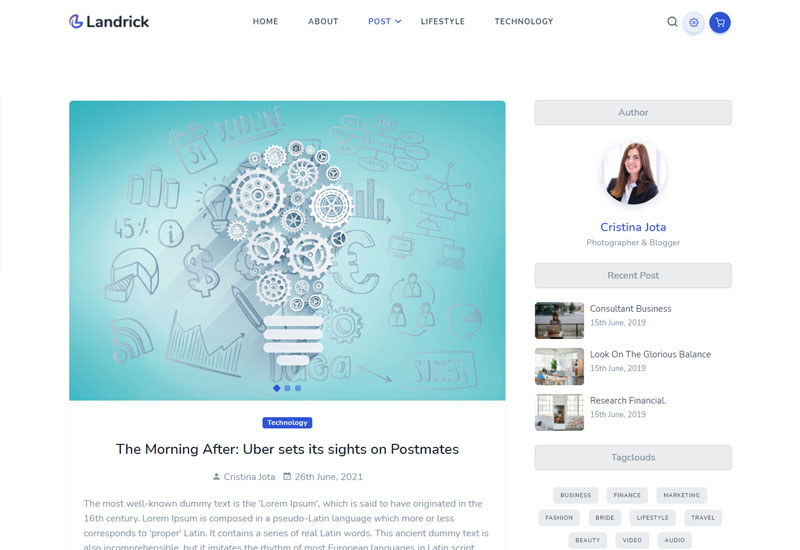 Landrick
HOME
ABOUT
POST
LIFESTYLE
TECHNOLOGY
DEADLINE
31
45%
i
$
€
idea
SUCCESS
Technology
The Morning After: Uber sets its sights on Postmates
Cristina Jota 26th June, 2021
The most well-known dummy text is the 'Lorem Ipsum', which is said to have originated in the
16th century. Lorem Ipsum is composed in a pseudo-Latin language which more or less
corresponds to 'proper' Latin. It contains a series of real Latin words. This ancient dummy text is
also incomprehensible, but it imitates the rhythm of most European languages in Latin script.
Author
Cristina Jota
Photographer & Blogger
Recent Post
Consultant Business
15th June, 2019
Look On The Glorious Balance
15th June, 2019
Research Financial.
15th June, 2019
Tagclouds
BUSINESS
FINANCE
MARKETING
FASHION
BRIDE
LIFESTYLE
TRAVEL
BEAUTY
VIDEO
AUDIO